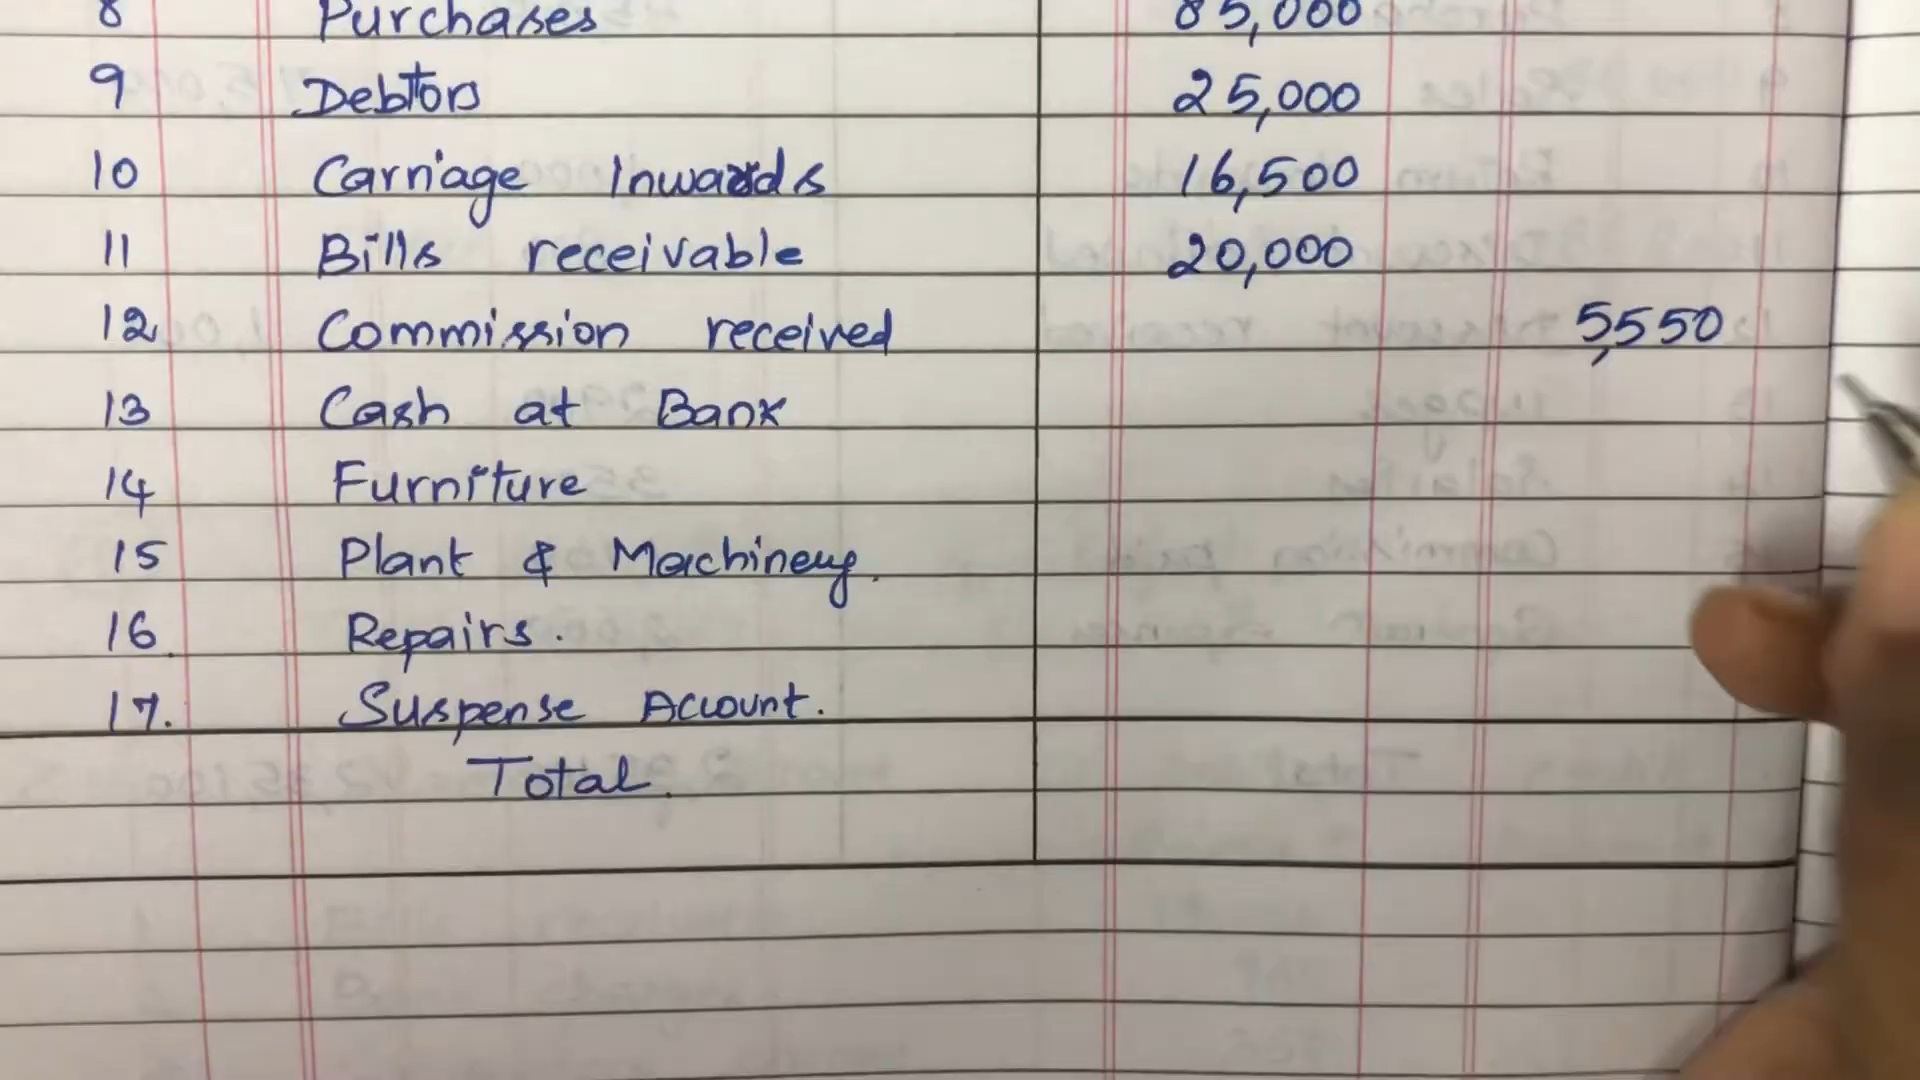 8 Purchases 85,000
9 Debtors 25,000
10 Carriage Inwards 16,500
11 Bills receivable 20,000
12 Commission received 5,550
13 Cash at Bank
14 Furniture
15 Plant & Machinery.
16. Repairs.
17. Suspense Account.
Total.